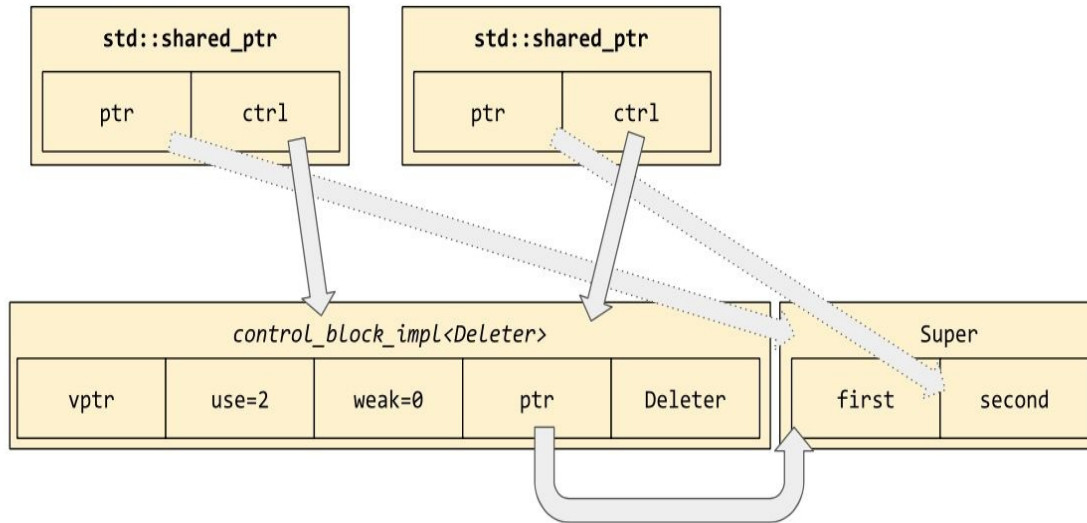 std::shared_ptr
ptr
ctrl
std::shared_ptr
ptr
ctrl
control_block_impl<Deleter>
vptr
use=2
weak=0
ptr
Deleter
Super
first
second